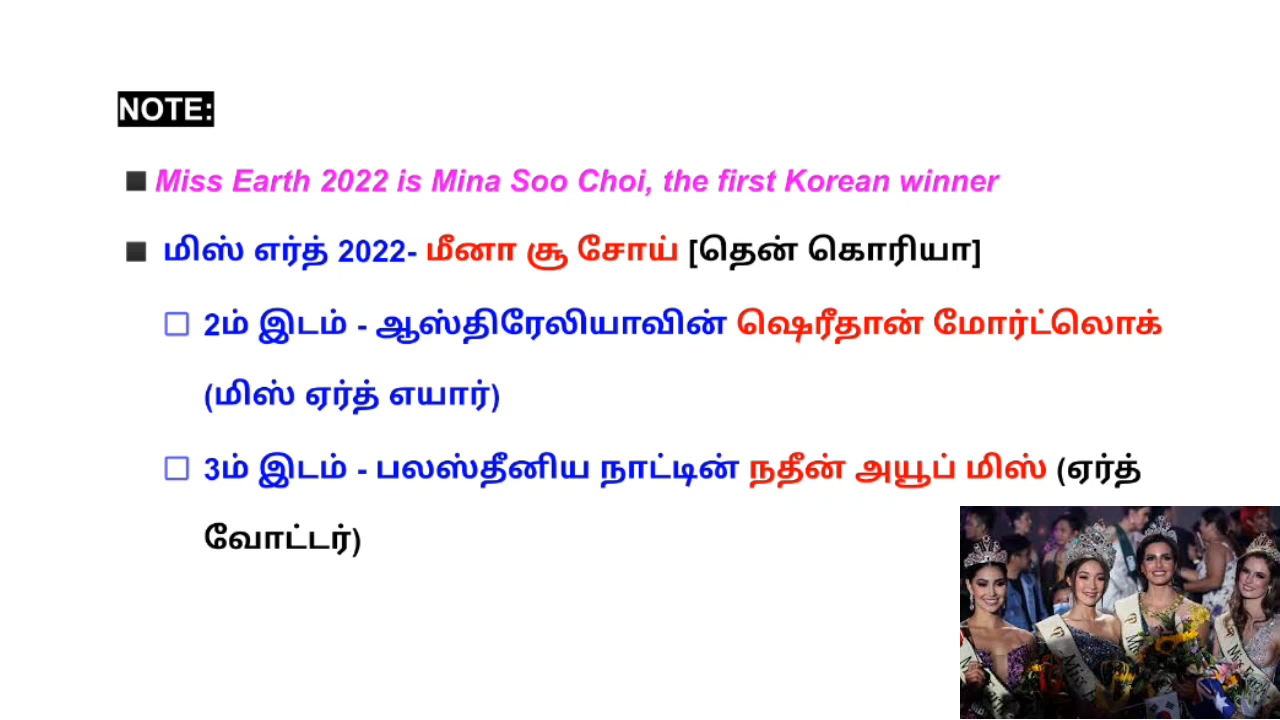 NOTE:
Miss Earth 2022 is Mina Soo Choi, the first Korean winner
மிஸ் எர்த் 2022- மீனா சூ சோய் [தென் கொரியா]
2ம் இடம் - ஆஸ்திரேலியாவின் ஷெரீதான் மோர்ட்லொக்
(மிஸ் ஏர்த் எயார்)
3ம் இடம் - பலஸ்தீனிய நாட்டின் நதீன் அயூப் மிஸ் (ஏர்த்
வோட்டர்)